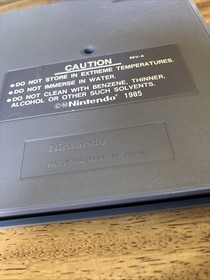 CAUTION
REV-A
•DO NOT STORE IN EXTREME TEMPERATURES.
•DO NOT IMMERSE IN WATER.
•DO NOT CLEAN WITH BENZENE, THINNER,
ALCOHOL OR OTHER SUCH SOLVENTS.
©Ⓜ Nintendo® 1985
Nintendo